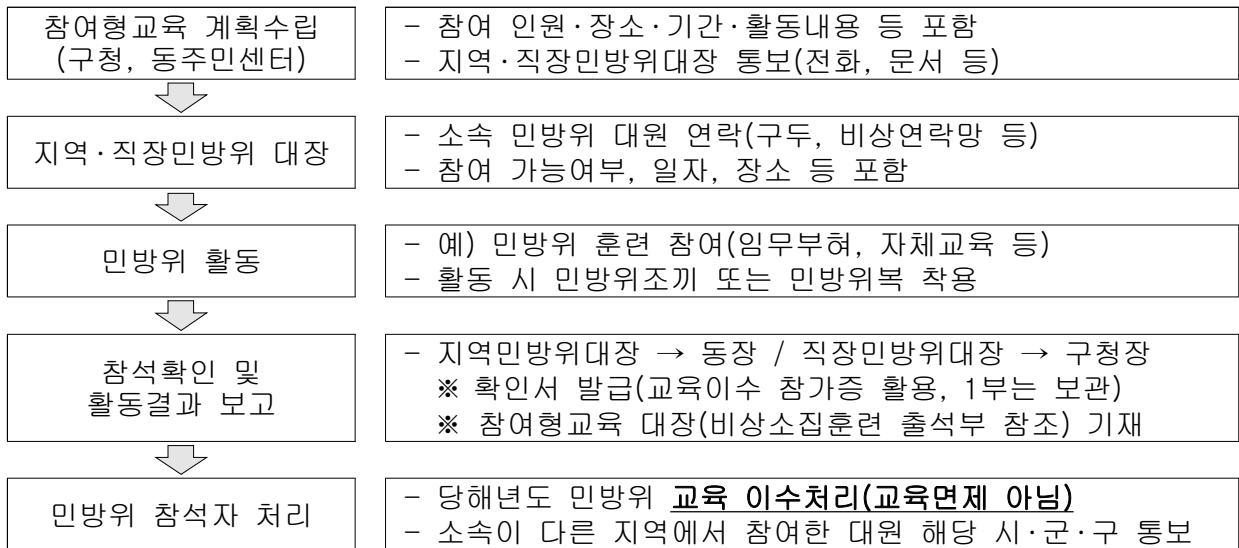 참여형교육 계획수립
(구청, 동주민센터)
- 참여 인원·장소·기간·활동내용 등 포함
- 지역·직장민방위대장 통보(전화, 문서 등)
지역·직장민방위 대장
- 소속 민방위 대원 연락(구두, 비상연락망 등)
- 참여 가능여부, 일자, 장소 등 포함
민방위 활동
- 예) 민방위 훈련 참여(임무부혀, 자체교육 등)
- 활동 시 민방위조끼 또는 민방위복 착용
참석확인 및
활동결과 보고
- 지역민방위대장 → 동장 / 직장민방위대장 → 구청장
※ 확인서 발급(교육이수 참가증 활용, 1부는 보관)
※ 참여형교육 대장(비상소집훈련 출석부 참조) 기재
민방위 참석자 처리
- 당해년도 민방위 교육 이수처리(교육면제 아님)
- 소속이 다른 지역에서 참여한 대원 해당 시·군·구 통보